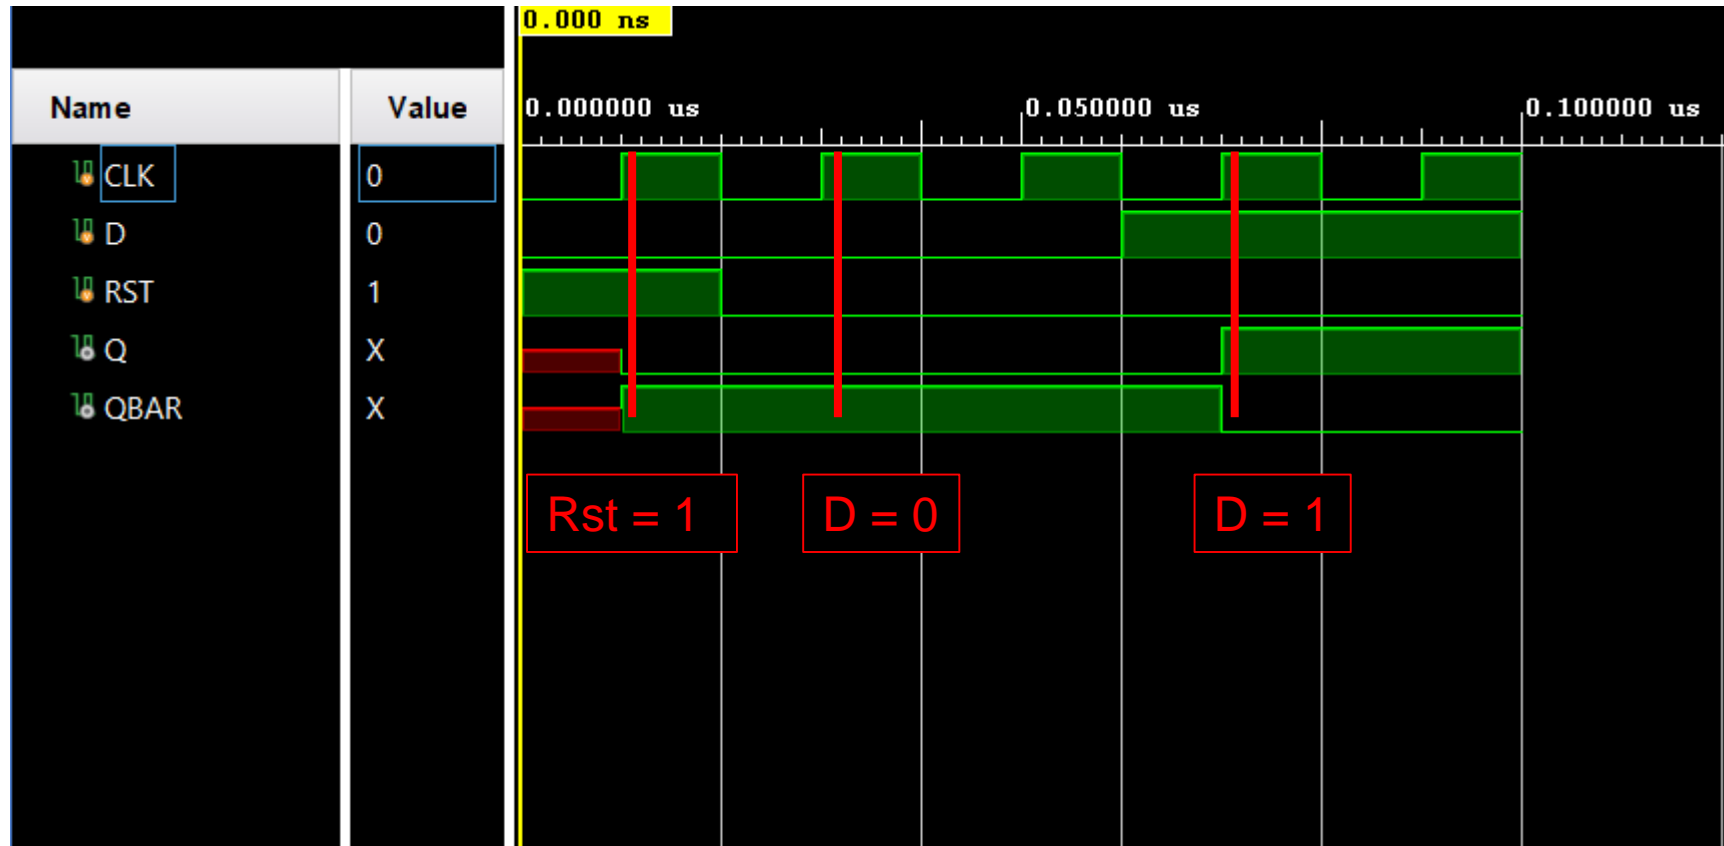 0.000 ns
Name
Value
0.000000 us
0.050000 us
0.100000 us
CLK
0
D
0
RST
1
Q
X
QBAR
X
Rst = 1
D = 0
D = 1